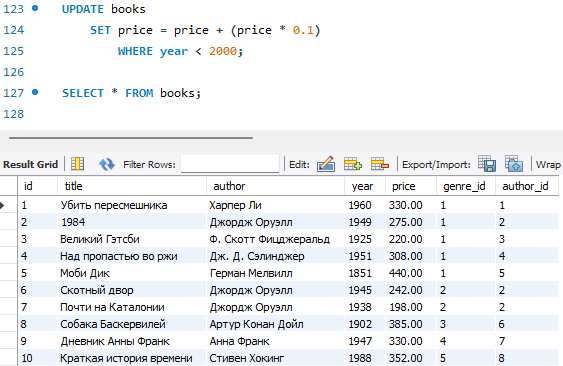 123 UPDATE books
124 SET price = price + (price * 0.1)
125 WHERE year < 2000;
126
127 SELECT * FROM books;
128
Result Grid Filter Rows: Edit: Export/Import: Wrap
id title author year price genre_id author_id
1 Убить пересмешника Харпер Ли 1960 330.00 1 1
2 1984 Джордж Оруэлл 1949 275.00 1 2
3 Великий Гэтсби Ф. Скотт Фицджеральд 1925 220.00 1 3
4 Над пропастью во ржи Дж. Д. Сэлинджер 1951 308.00 1 4
5 Моби Дик Герман Мелвилл 1851 440.00 1 5
6 Скотный двор Джордж Оруэлл 1945 242.00 2 2
7 Почти на Каталонии Джордж Оруэлл 1938 198.00 2 2
8 Собака Баскервилей Артур Конан Дойл 1902 385.00 3 6
9 Дневник Анны Франк Анна Франк 1947 330.00 4 7
10 Краткая история времени Стивен Хокинг 1988 352.00 5 8